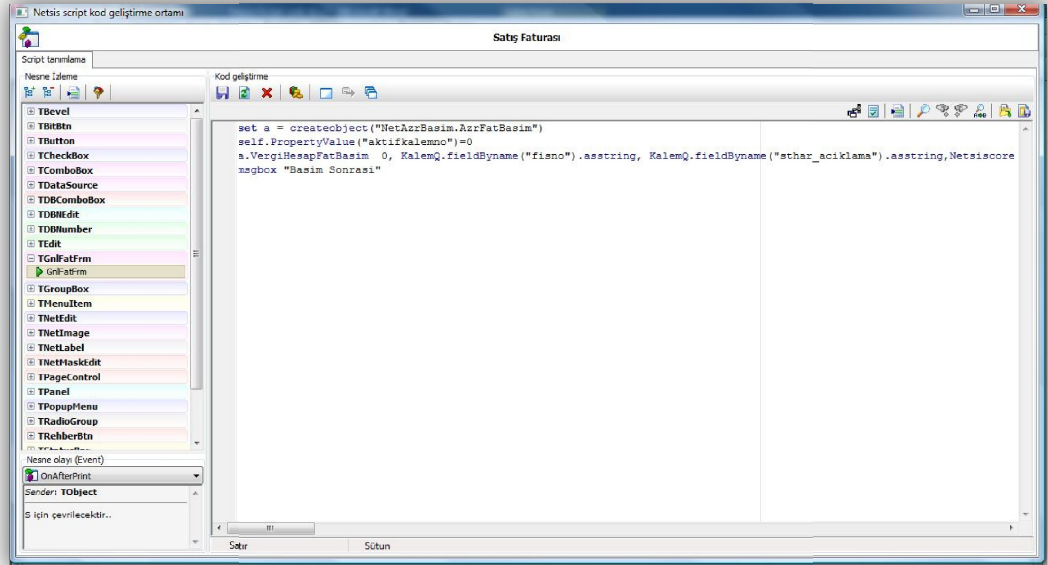 Netsis script kod geliştirme ortamı
Satış Faturası
Script tanımlama
Nesne İzleme
Kod geliştirme
TBevel
TBitBtn
TButton
TCheckBox
TComboBox
TDataSource
TDBComboBox
TDBNEdit
TDBNumber
TEdit
TGnlFatFrm
GnlFatFrm
TGroupBox
TMenuItem
TNetEdit
TNetImage
TNetLabel
TNetMaskEdit
TPageControl
TPanel
TPopupMenu
TRadioGroup
TRehberBtn
set a = createobject("NetAzrBasim.AzrFatBasim")
self.PropertyValue("aktifkalemno")=0
a.VergiHesapFatBasim 0, KalemQ.fieldByname("fisno").asstring, KalemQ.fieldByname("sthar_aciklama").asstring,Netsiscore
msgbox "Basim Sonrasi"
Nesne olayı (Event)
OnAfterPrint
Sender: TObject
S için çevrilecektir..
Satır
Sütun